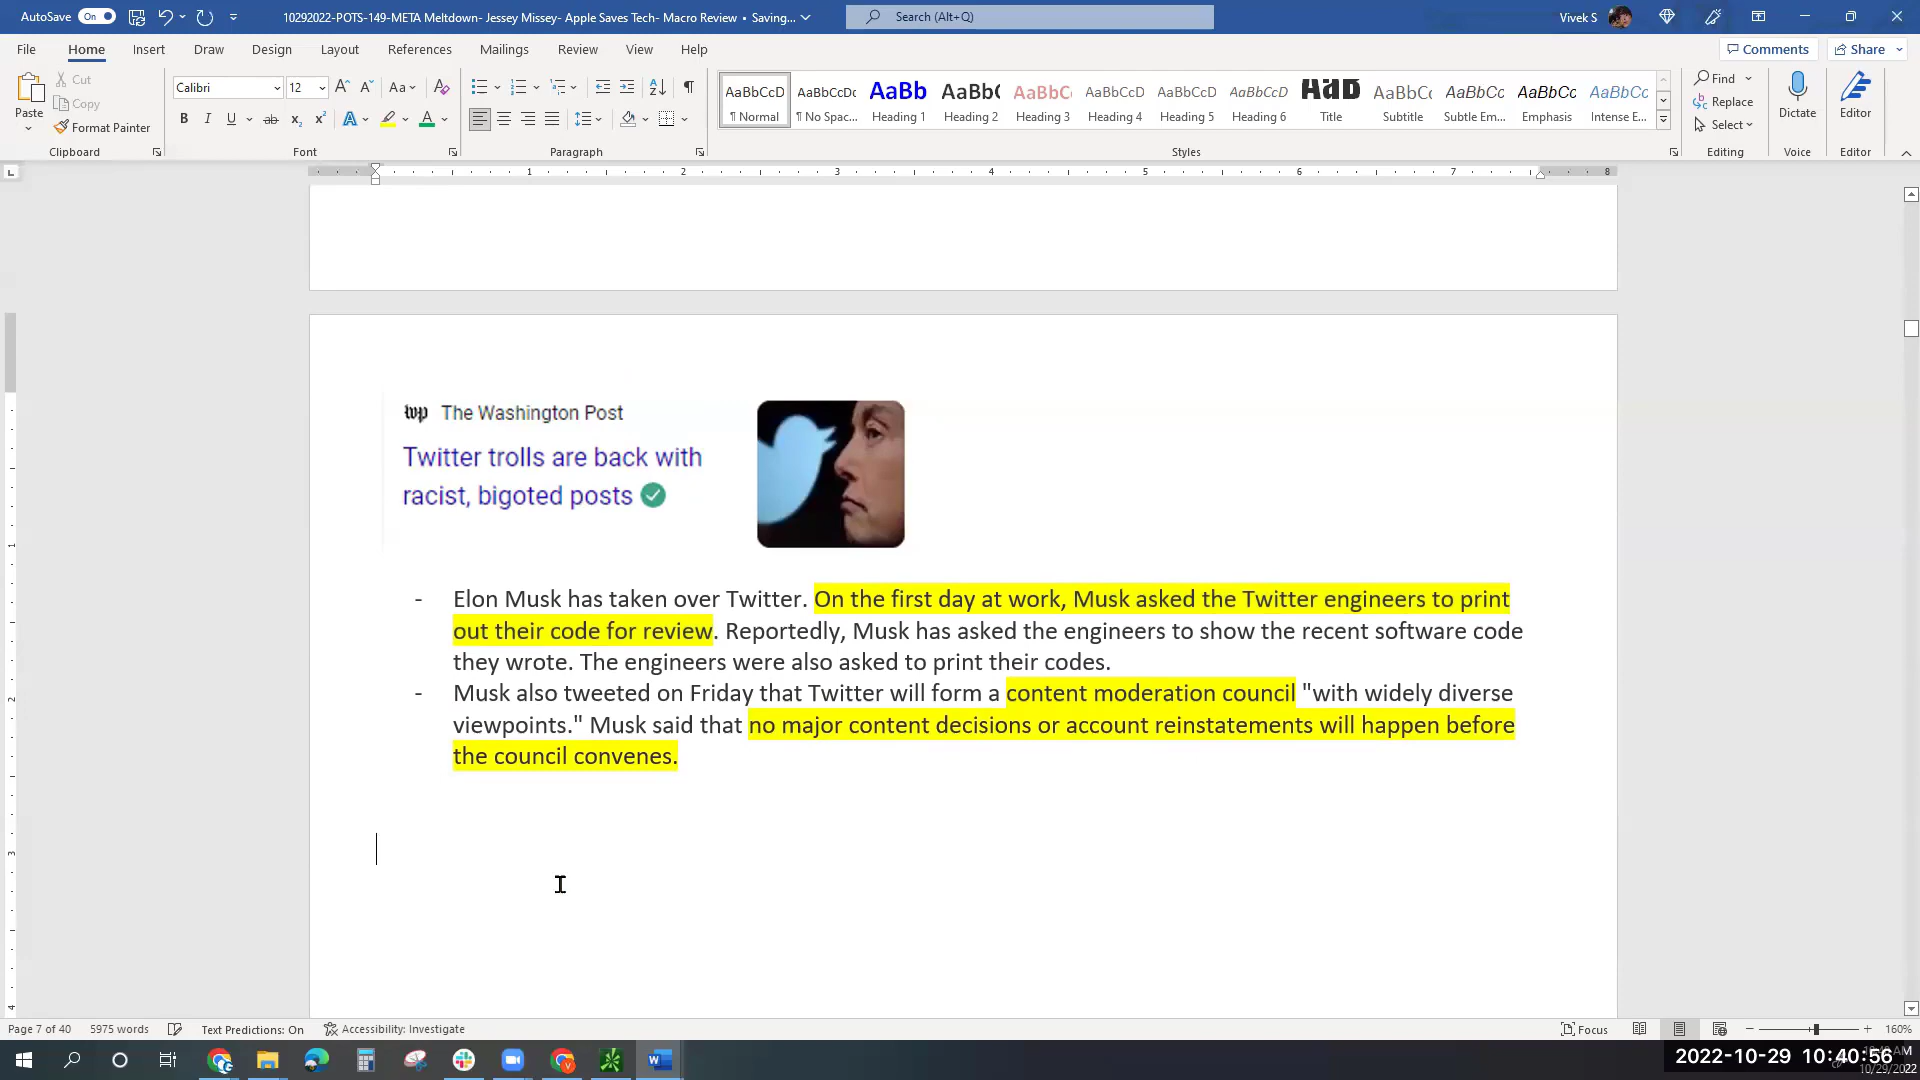 AutoSave On 10292022-POTS-149-META Meltdown- Jessey Missey- Apple Saves Tech- Macro Review • Saving... Search (Alt+Q) Vivek S
File Home Insert Draw Design Layout References Mailings Review View Help Comments Share
Paste Cut Copy Format Painter
Calibri 12
AaBbCcD AaBbCcDc AaBb AaBb( AaBbC( AaBbCcD AaBbCcD AaBbCcD AaB AaBbCc AaBbCc AaBbCc AaBbCc
¶ Normal ¶ No Spac... Heading 1 Heading 2 Heading 3 Heading 4 Heading 5 Heading 6 Title Subtitle Subtle Em... Emphasis Intense E...
Find Replace Select Dictate Editor
Clipboard Font Paragraph Styles Editing Voice Editor
1 2 3 4 5 6 7 8
wp The Washington Post
Twitter trolls are back with
racist, bigoted posts
- Elon Musk has taken over Twitter. On the first day at work, Musk asked the Twitter engineers to print
out their code for review. Reportedly, Musk has asked the engineers to show the recent software code
they wrote. The engineers were also asked to print their codes.
- Musk also tweeted on Friday that Twitter will form a content moderation council "with widely diverse
viewpoints." Musk said that no major content decisions or account reinstatements will happen before
the council convenes.
Page 7 of 40 5975 words Text Predictions: On Accessibility: Investigate Focus 160%
2022-10-29 10:40:56